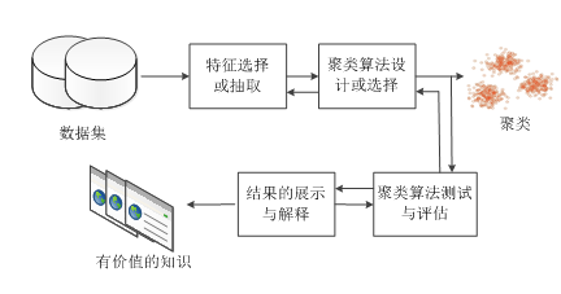 特征选择
或抽取
聚类算法设
计或选择
数据集
聚类
结果的展示
与解释
聚类算法测试
与评估
有价值的知识